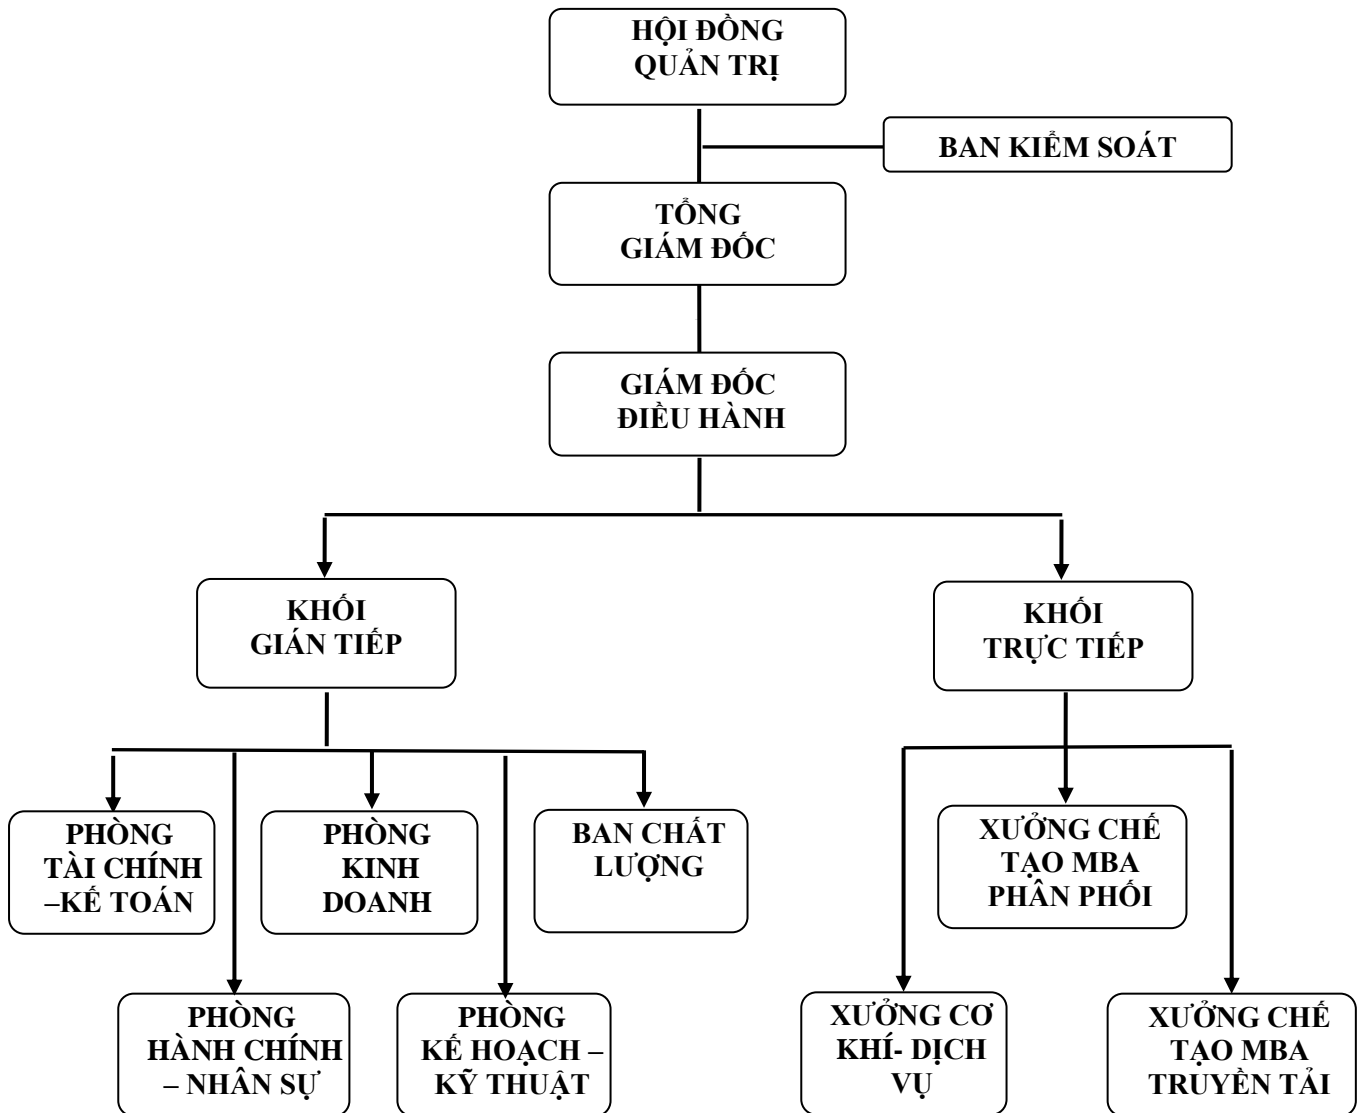 HỘI ĐỒNG
QUẢN TRỊ
BAN KIỂM SOÁT
TỔNG
GIÁM ĐỐC
GIÁM ĐỐC
ĐIỀU HÀNH
KHỐI
GIÁN TIẾP
KHỐI
TRỰC TIẾP
PHÒNG
TÀI CHÍNH
–KẾ TOÁN
PHÒNG
KINH
DOANH
BAN CHẤT
LƯỢNG
XƯỞNG CHẾ
TẠO MBA
PHÂN PHỐI
PHÒNG
HÀNH CHÍNH
– NHÂN SỰ
PHÒNG
KẾ HOẠCH –
KỸ THUẬT
XƯỞNG CƠ
KHÍ- DỊCH
VỤ
XƯỞNG CHẾ
TẠO MBA
TRUYỀN TẢI